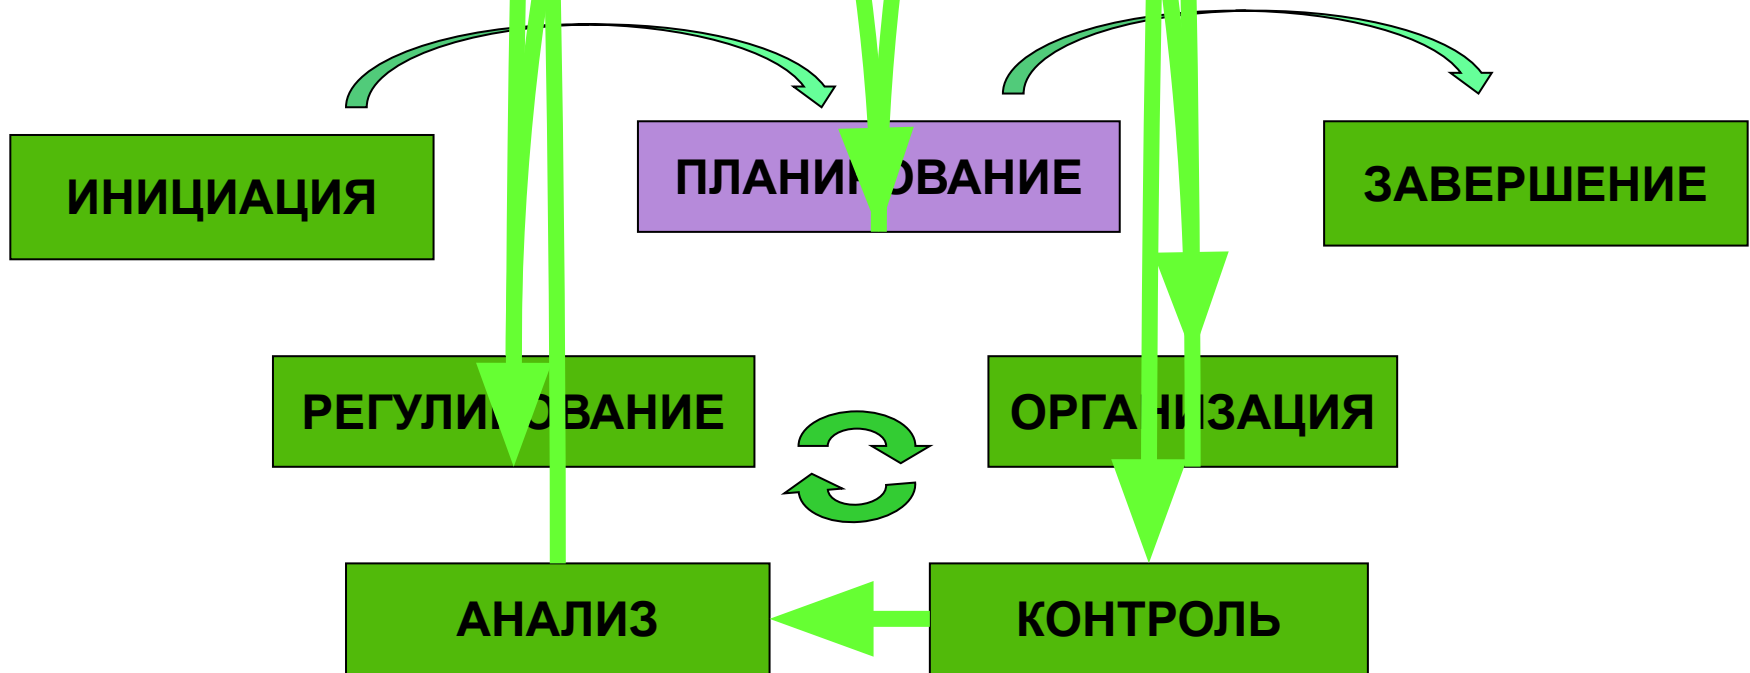 ИНИЦИАЦИЯ
ПЛАНИРОВАНИЕ
ЗАВЕРШЕНИЕ
РЕГУЛИРОВАНИЕ
ОРГАНИЗАЦИЯ
АНАЛИЗ
КОНТРОЛЬ